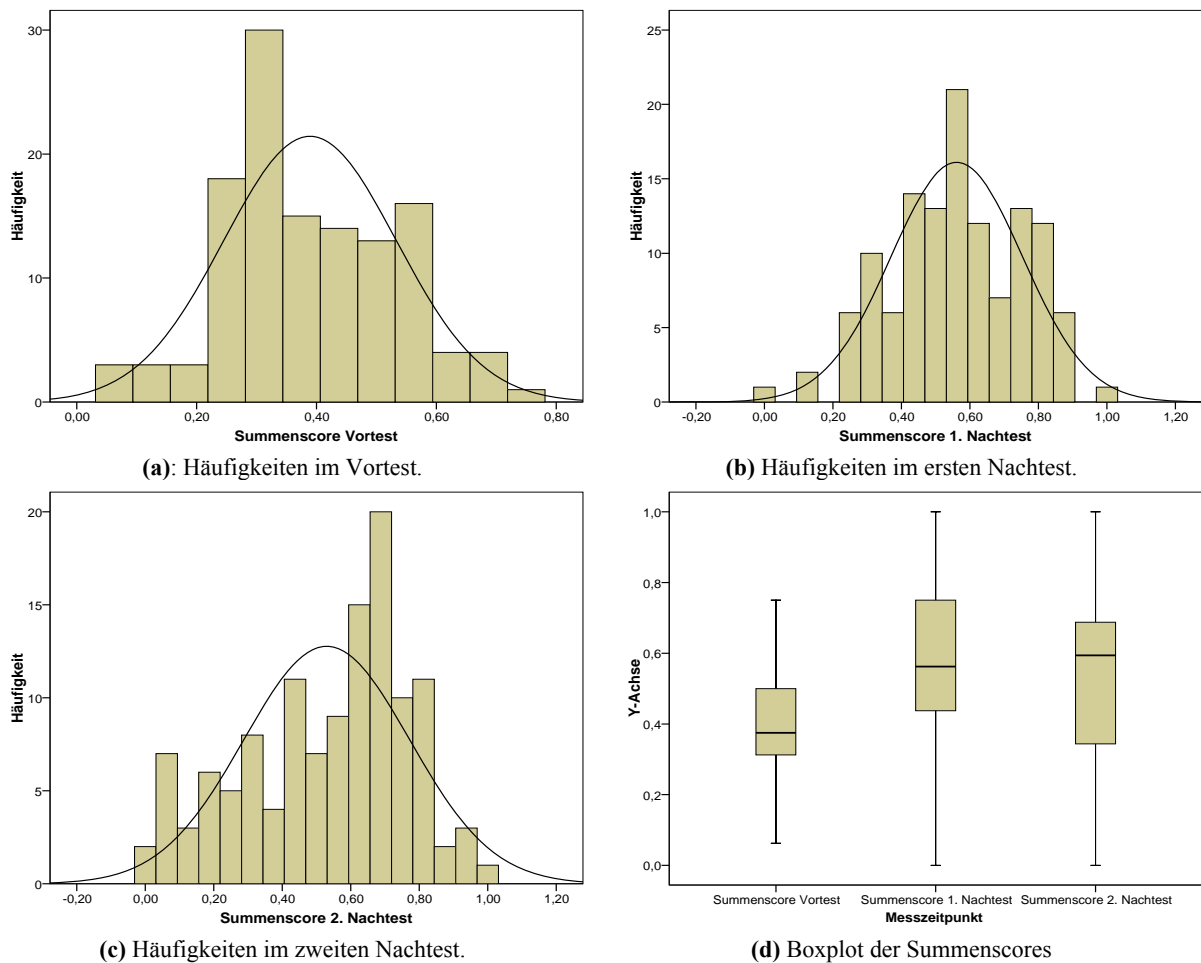 30
20
10
0
Häufigkeit
0,00 0,20 0,40 0,60 0,80
Summenscore Vortest
(a): Häufigkeiten im Vortest.
25
20
15
10
5
0
Häufigkeit
-0,20 0,00 0,20 0,40 0,60 0,80 1,00 1,20
Summenscore 1. Nachtest
(b) Häufigkeiten im ersten Nachtest.
20
15
10
5
0
Häufigkeit
-0,20 0,00 0,20 0,40 0,60 0,80 1,00 1,20
Summenscore 2. Nachtest
(c) Häufigkeiten im zweiten Nachtest.
1,0
0,8
0,6
0,4
0,2
0,0
Y-Achse
Summenscore Vortest Summenscore 1. Nachtest Summenscore 2. Nachtest
Messzeitpunkt
(d) Boxplot der Summenscores